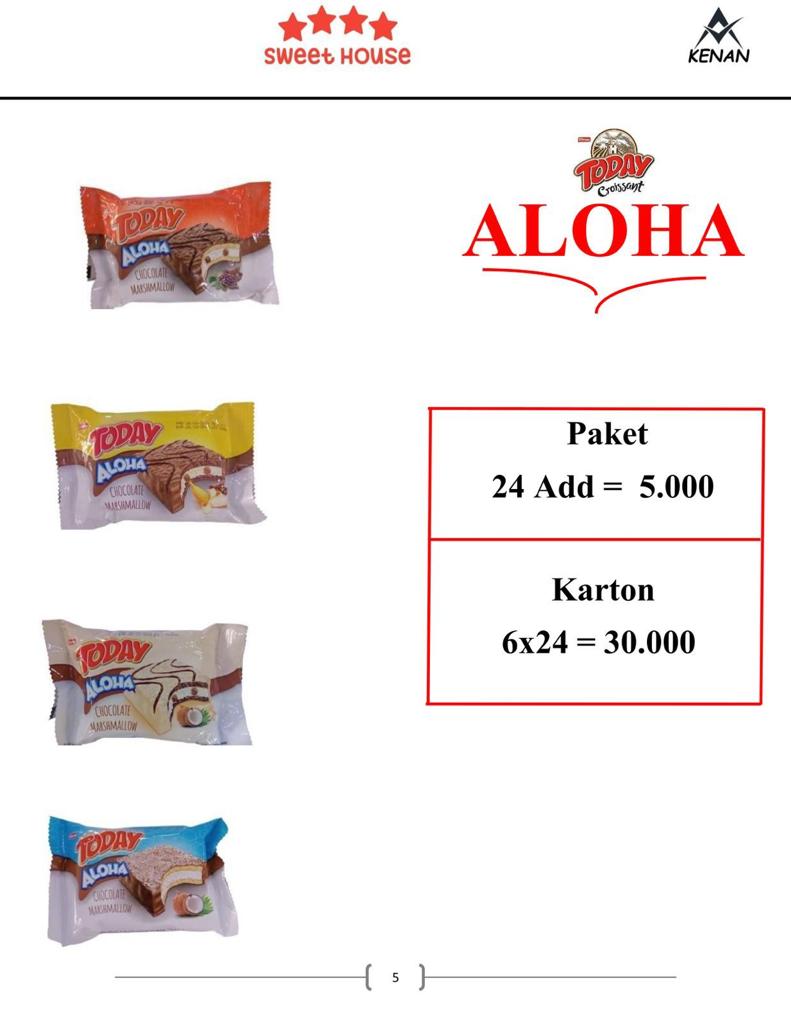 SWEET HOUSE
KENAN
TODAY
Croissant
ALOHA
TODAY
ALOHA
CHOCOLATE
MARSHMALLOW
TODAY
ALOHA
CHOCOLATE
MARSHMALLOW
Paket
24 Add = 5.000
Karton
6x24 = 30.000
TODAY
ALOHA
CHOCOLATE
MARSHMALLOW
TODAY
ALOHA
CHOCOLATE
MARSHMALLOW
5